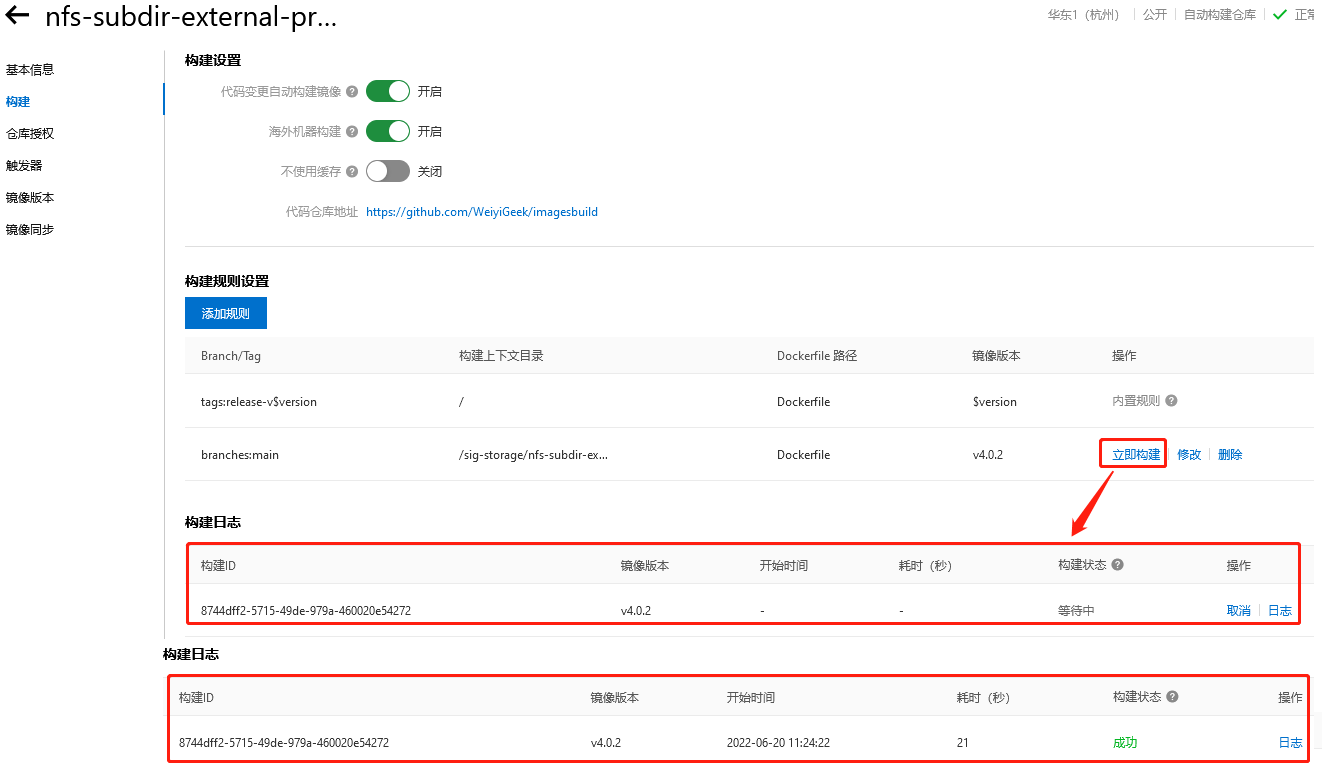 nfs-subdir-external-pr...
华东1（杭州） 公开 自动构建仓库 正常
基本信息
构建
仓库授权
触发器
镜像版本
镜像同步
构建设置
代码变更自动构建镜像 ? 开启
海外机器构建 ? 开启
不使用缓存 ? 关闭
代码仓库地址 https://github.com/WeiyiGeek/imagesbuild
构建规则设置
添加规则
Branch/Tag 构建上下文目录 Dockerfile 路径 镜像版本 操作
tags:release-v$version / Dockerfile $version 内置规则 ?
branches:main /sig-storage/nfs-subdir-ex... Dockerfile v4.0.2 立即构建 修改 删除
构建日志
构建ID 镜像版本 开始时间 耗时（秒） 构建状态 ? 操作
8744dff2-5715-49de-979a-460020e54272 v4.0.2 - - 等待中 取消 日志
构建日志
构建ID 镜像版本 开始时间 耗时（秒） 构建状态 ? 操作
8744dff2-5715-49de-979a-460020e54272 v4.0.2 2022-06-20 11:24:22 21 成功 日志